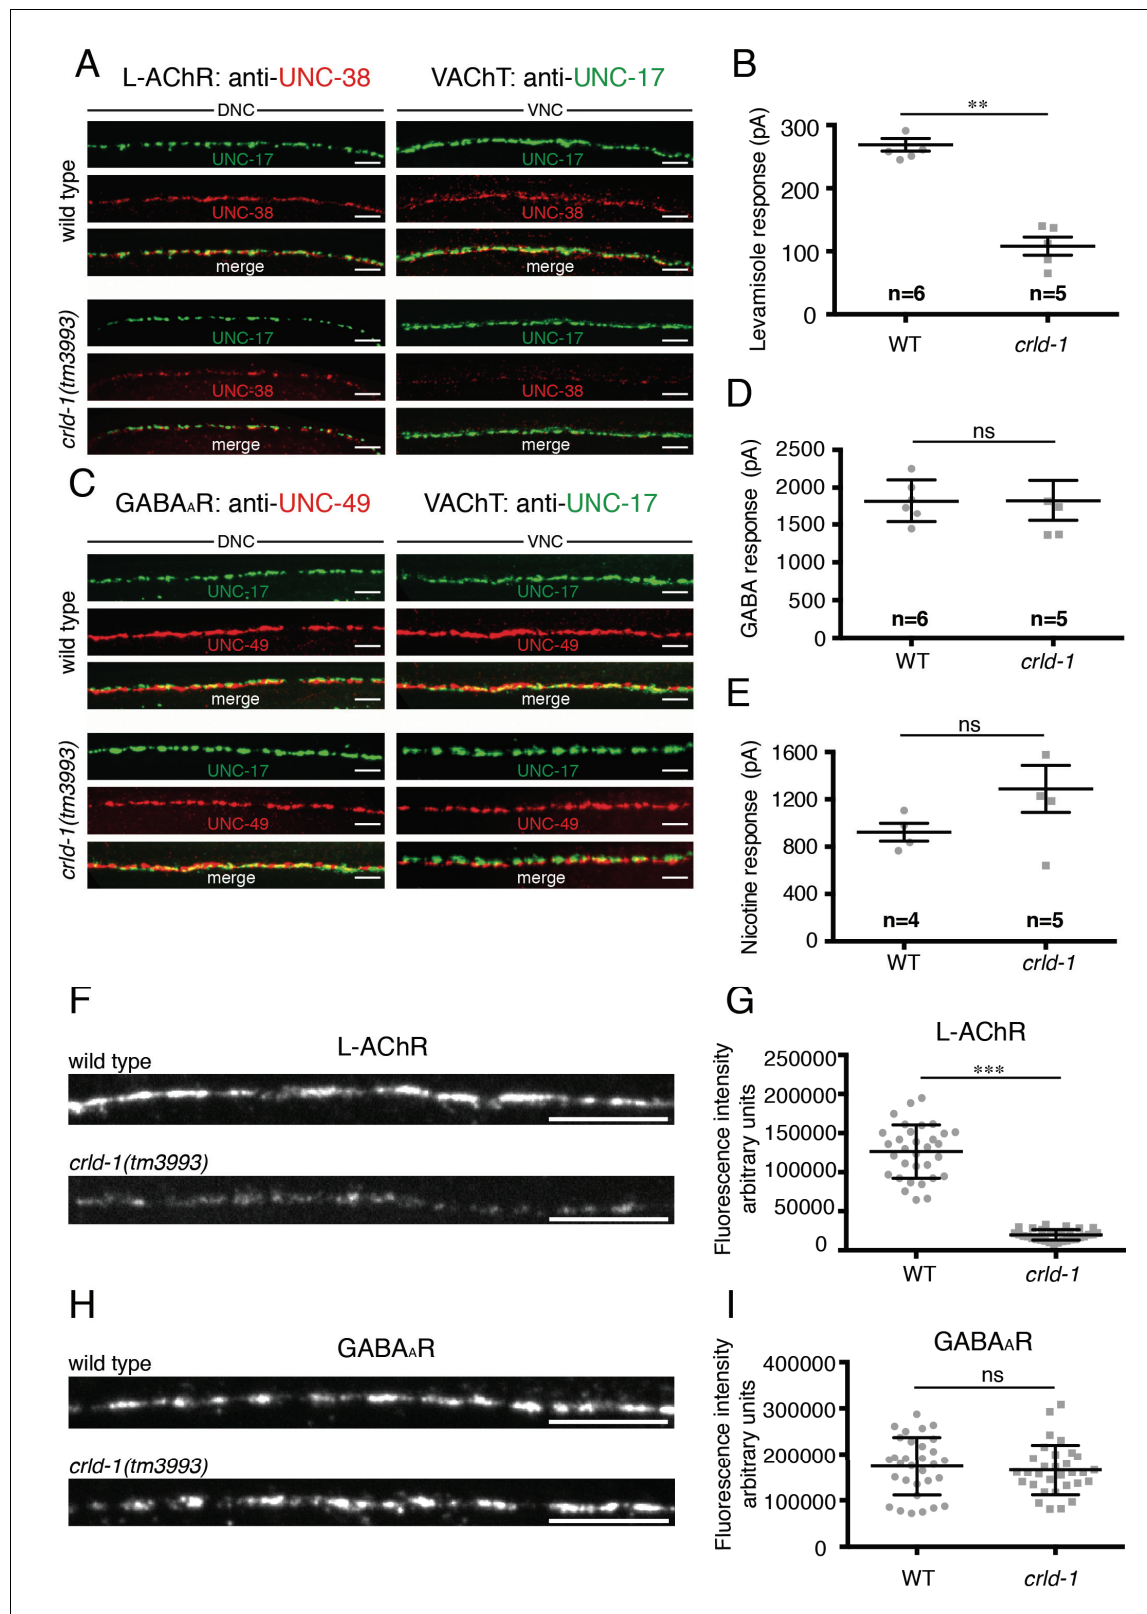 A
L-AChR: anti-UNC-38
VAChT: anti-UNC-17
DNC
VNC
wild type
UNC-17
UNC-17
UNC-38
UNC-38
merge
merge
crld-1(tm3993)
UNC-17
UNC-17
UNC-38
UNC-38
merge
merge
B
Levamisole response (pA)
**
300
200
100
0
n=6
n=5
WT
crld-1
C
GABAAR: anti-UNC-49
VAChT: anti-UNC-17
DNC
VNC
wild type
UNC-17
UNC-17
UNC-49
UNC-49
merge
merge
crld-1(tm3993)
UNC-17
UNC-17
UNC-49
UNC-49
merge
merge
D
GABA response (pA)
ns
2500
2000
1500
1000
500
0
n=6
n=5
WT
crld-1
E
Nicotine response (pA)
ns
1600
1200
800
400
0
n=4
n=5
WT
crld-1
F
L-AChR
wild type
crld-1(tm3993)
G
L-AChR
Fluorescence intensity
arbitrary units
***
250000
200000
150000
100000
50000
0
WT
crld-1
H
GABAAR
wild type
crld-1(tm3993)
I
GABAAR
Fluorescence intensity
arbitrary units
ns
400000
300000
200000
100000
0
WT
crld-1